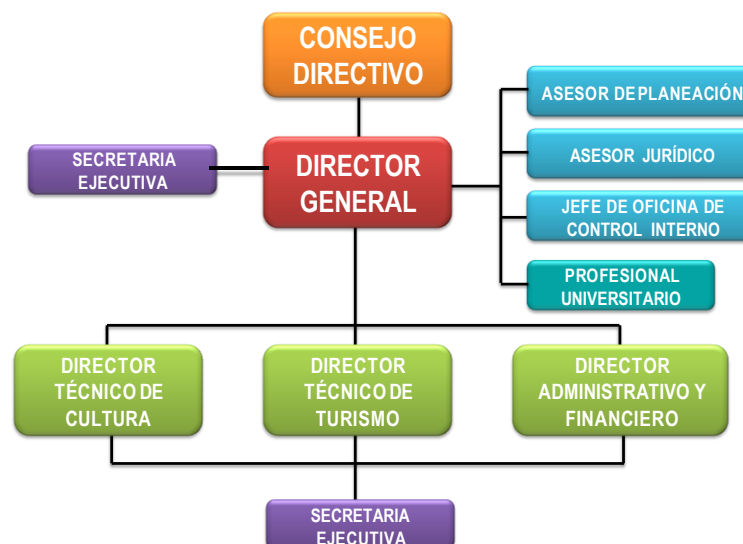 CONSEJO
DIRECTIVO
ASESOR DE PLANEACIÓN
SECRETARIA
EJECUTIVA
DIRECTOR
GENERAL
ASESOR JURÍDICO
JEFE DE OFICINA DE
CONTROL INTERNO
PROFESIONAL
UNIVERSITARIO
DIRECTOR
TÉCNICO DE
CULTURA
DIRECTOR
TÉCNICO DE
TURISMO
DIRECTOR
ADMINISTRATIVO Y
FINANCIERO
SECRETARIA
EJECUTIVA